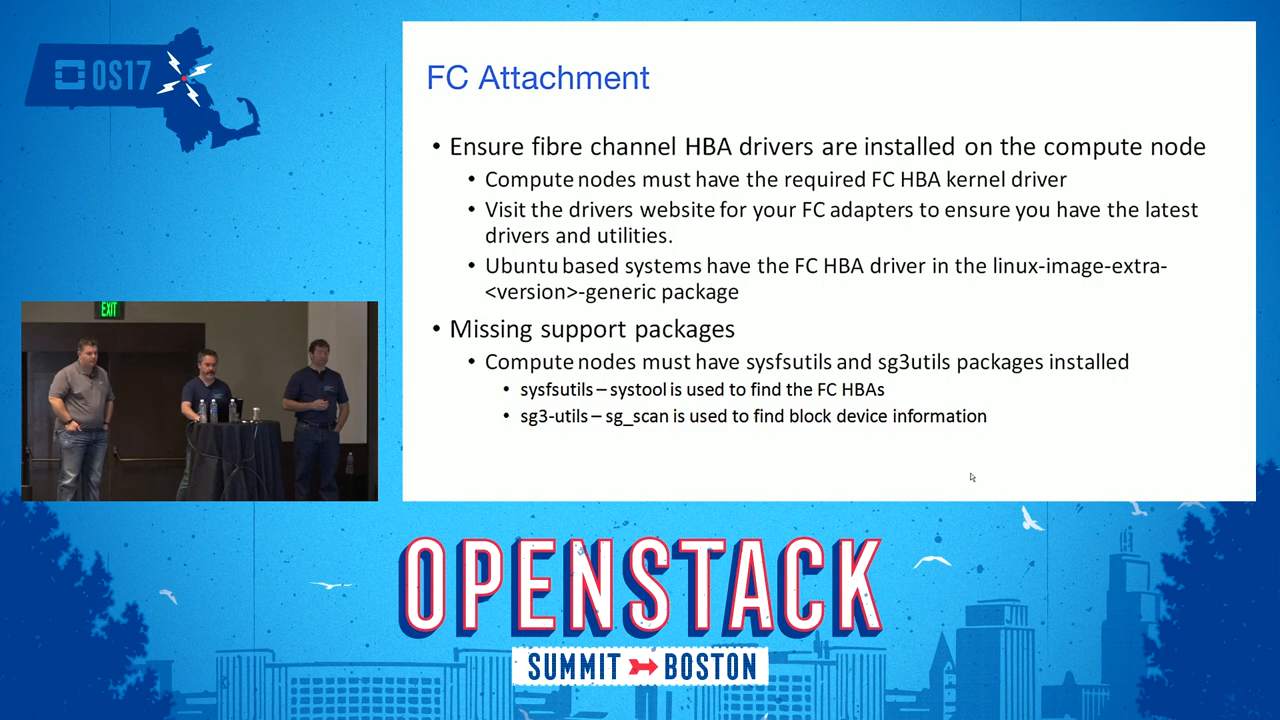 OS17
FC Attachment
• Ensure fibre channel HBA drivers are installed on the compute node
• Compute nodes must have the required FC HBA kernel driver
• Visit the drivers website for your FC adapters to ensure you have the latest
drivers and utilities.
• Ubuntu based systems have the FC HBA driver in the linux-image-extra-
<version>-generic package
• Missing support packages
• Compute nodes must have sysfsutils and sg3utils packages installed
• sysfsutils – systool is used to find the FC HBAs
• sg3-utils – sg_scan is used to find block device information
EXIT
OPENSTACK
SUMMIT BOSTON